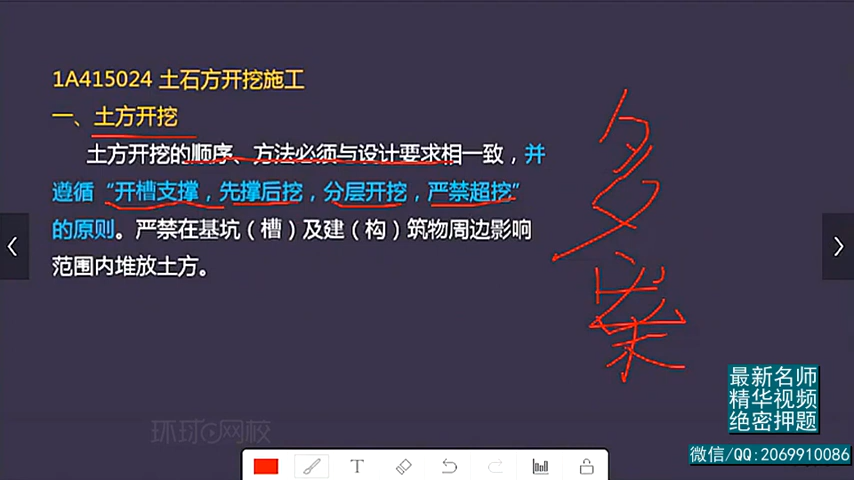 1A415024 土石方开挖施工
一、土方开挖
土方开挖的顺序、方法必须与设计要求相一致，并
遵循“开槽支撑，先撑后挖，分层开挖，严禁超挖”
的原则。严禁在基坑（槽）及建（构）筑物周边影响
范围内堆放土方。
多
案
环球网校
最新名师
精华视频
绝密押题
微信/QQ:2069910086
T